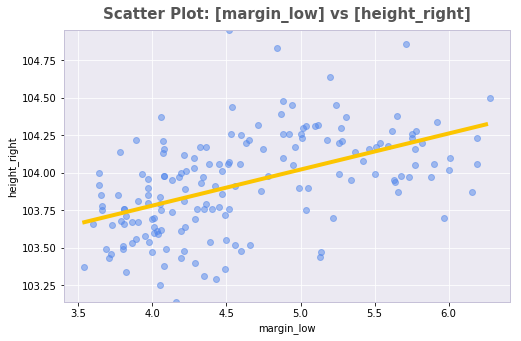 Scatter Plot: [margin_low] vs [height_right]
104.75
104.50
104.25
104.00
103.75
103.50
103.25
height_right
3.5 4.0 4.5 5.0 5.5 6.0
margin_low